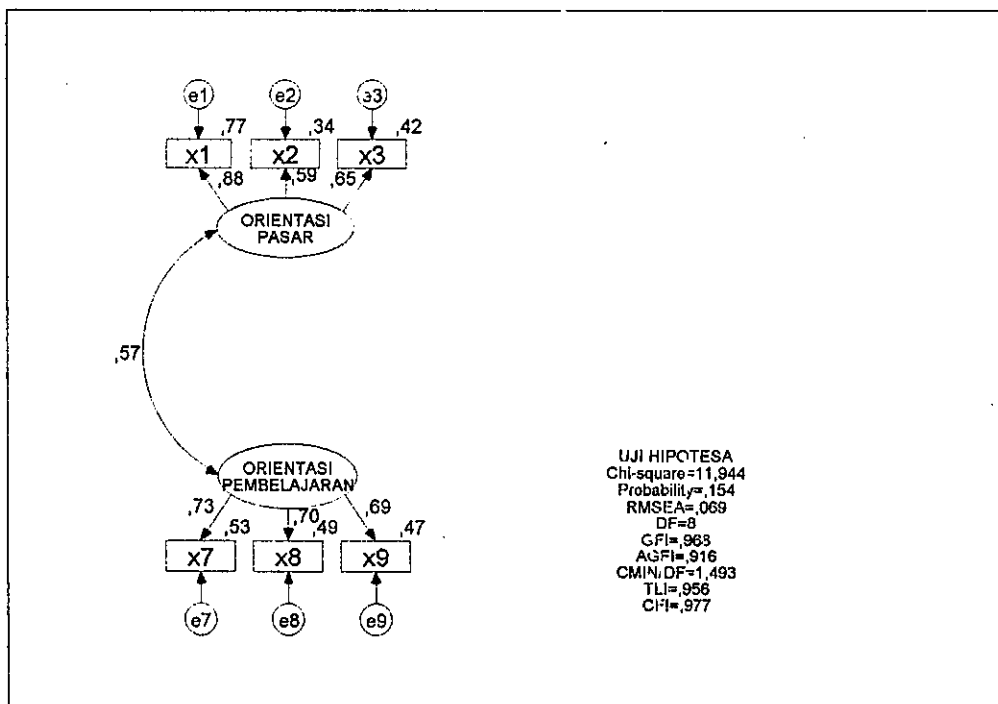 e1 e2 e3
,77 ,34 ,42
x1 x2 x3
,88 ,59 ,65
ORIENTASI
PASAR
,57
ORIENTASI
PEMBELAJARAN
,73 ,70 ,69
,53 ,49 ,47
x7 x8 x9
e7 e8 e9
UJI HIPOTESA
Chi-square=11,944
Probability=,154
RMSEA=,069
DF=8
GFI=,968
AGFI=,916
CMIN/DF=1,493
TLI=,956
CFI=,977